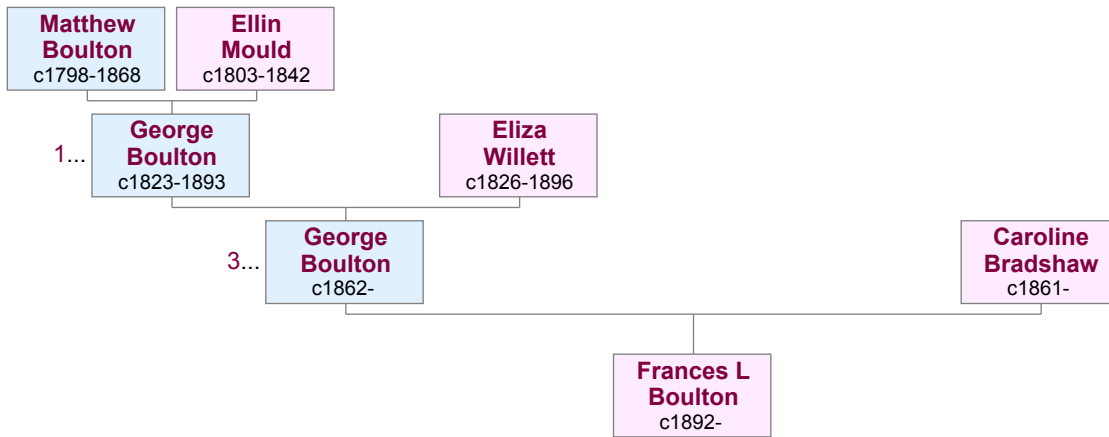 Matthew
Boulton
c1798-1868
Ellin
Mould
c1803-1842
1...
George
Boulton
c1823-1893
Eliza
Willett
c1826-1896
3...
George
Boulton
c1862-
Caroline
Bradshaw
c1861-
Frances L
Boulton
c1892-